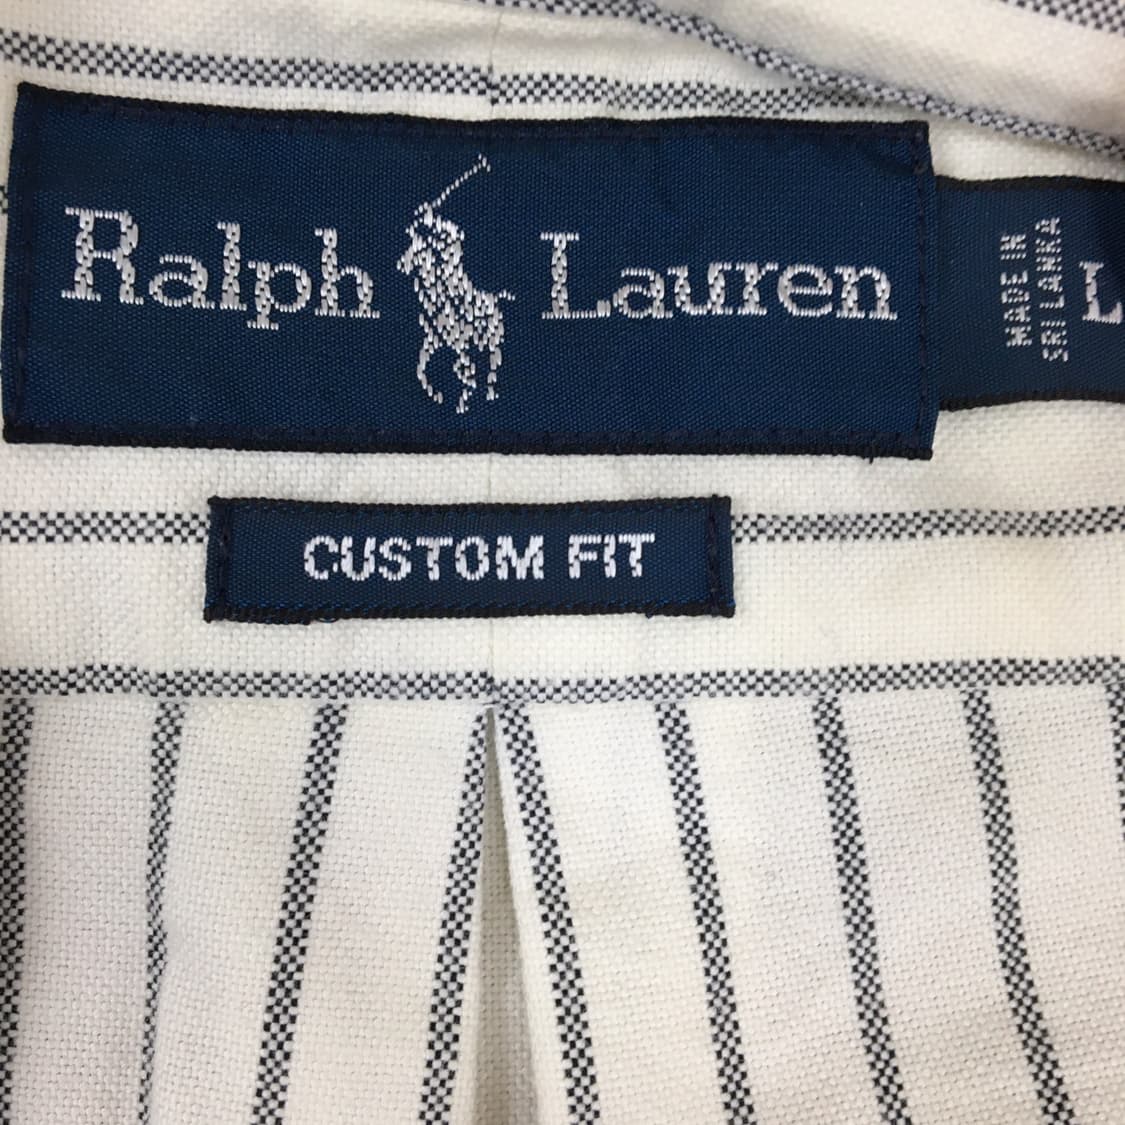 Ralph Lauren
MADE IN
SRI LANKA
L
CUSTOM FIT